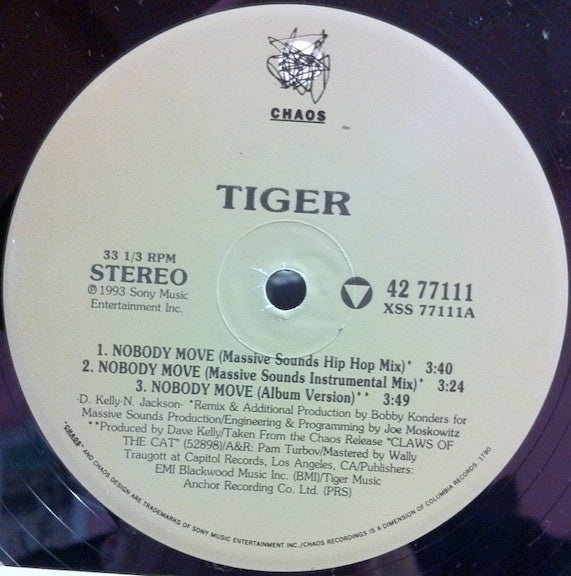 CHAOS
TIGER
33 1/3 RPM
STEREO
℗ 1993 Sony Music
Entertainment Inc.
42 77111
XSS 77111A
1. NOBODY MOVE (Massive Sounds Hip Hop Mix)* 3:40
2. NOBODY MOVE (Massive Sounds Instrumental Mix)* 3:24
3. NOBODY MOVE (Album Version)** 3:49
-D. Kelly-N. Jackson- *Remix & Additional Production by Bobby Konders for
Massive Sounds Production/Engineering & Programming by Joe Moskowitz
**Produced by Dave Kelly/Taken From the Chaos Release "CLAWS OF
THE CAT" (52898)/A&R: Pam Turbov/Mastered by Wally
Traugott at Capitol Records, Los Angeles, CA/Publishers:
EMI Blackwood Music Inc. (BMI)/Tiger Music
Anchor Recording Co. Ltd. (PRS)
"CHAOS" AND CHAOS DESIGN ARE TRADEMARKS OF SONY MUSIC ENTERTAINMENT INC./CHAOS RECORDINGS IS A DIMENSION OF COLUMBIA RECORDS 1790